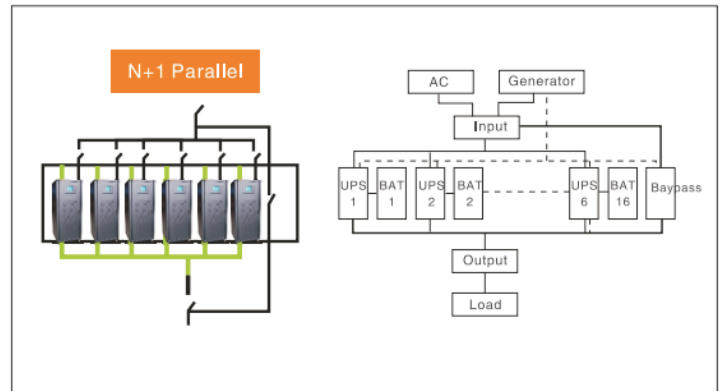 N+1 Parallel
AC
Generator
Input
UPS
1
BAT
1
UPS
2
BAT
2
UPS
6
BAT
16
Baypass
Output
Load